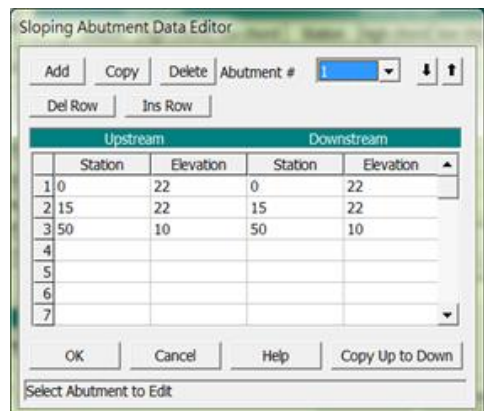 Sloping Abutment Data Editor
Add Copy Delete Abutment # 1
Del Row Ins Row
Upstream Downstream
Station Elevation Station Elevation
1 0 22 0 22
2 15 22 15 22
3 50 10 50 10
4
5
6
7
OK Cancel Help Copy Up to Down
Select Abutment to Edit